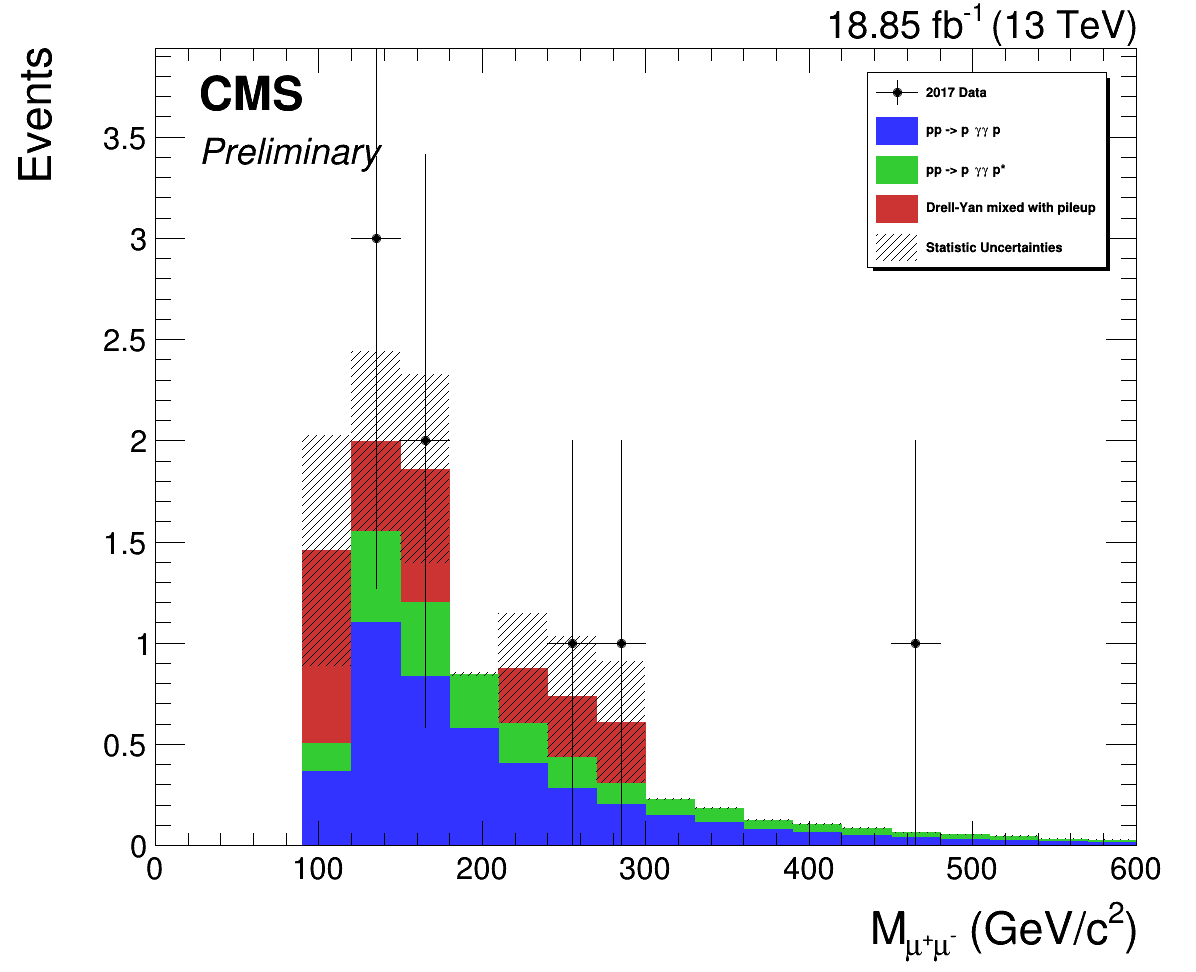 18.85 fb⁻¹ (13 TeV)
Events
CMS
Preliminary
2017 Data
pp -> p γγ p
pp -> p γγ p*
Drell-Yan mixed with pileup
Statistic Uncertainties
3.5
3
2.5
2
1.5
1
0.5
0
0 100 200 300 400 500 600
M_μ⁺μ⁻ (GeV/c²)